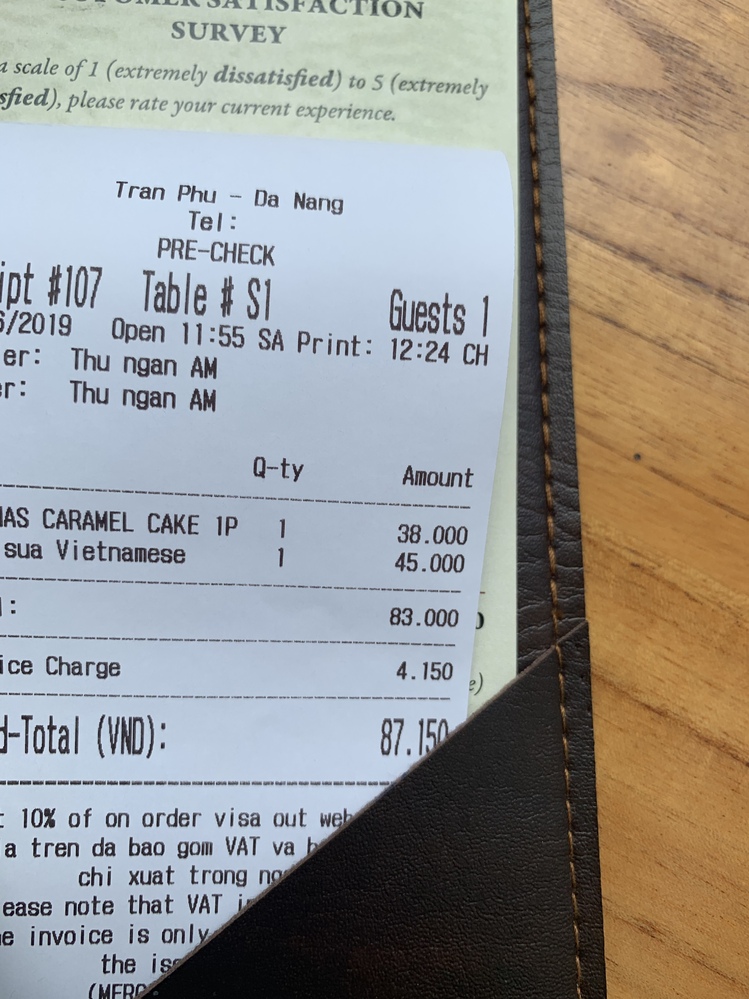 SATISFACTION
SURVEY
a scale of 1 (extremely dissatisfied) to 5 (extremely
please rate your current experience.
Tran Phu - Da Nang
Tel:
PRE-CHECK
#107 Table # S1 Guests 1
/2019 Open 11:55 SA Print: 12:24 CH
er: Thu ngan AM
r: Thu ngan AM
Q-ty Amount
CARAMEL CAKE 1P 1 38.000
sua Vietnamese 1 45.000
: 83.000
Charge 4.150
-Total (VND): 87.150
10% of on order visa out
a tren da bao gom VAT va
chi xuat trong
ease note that VAT
invoice is only
the